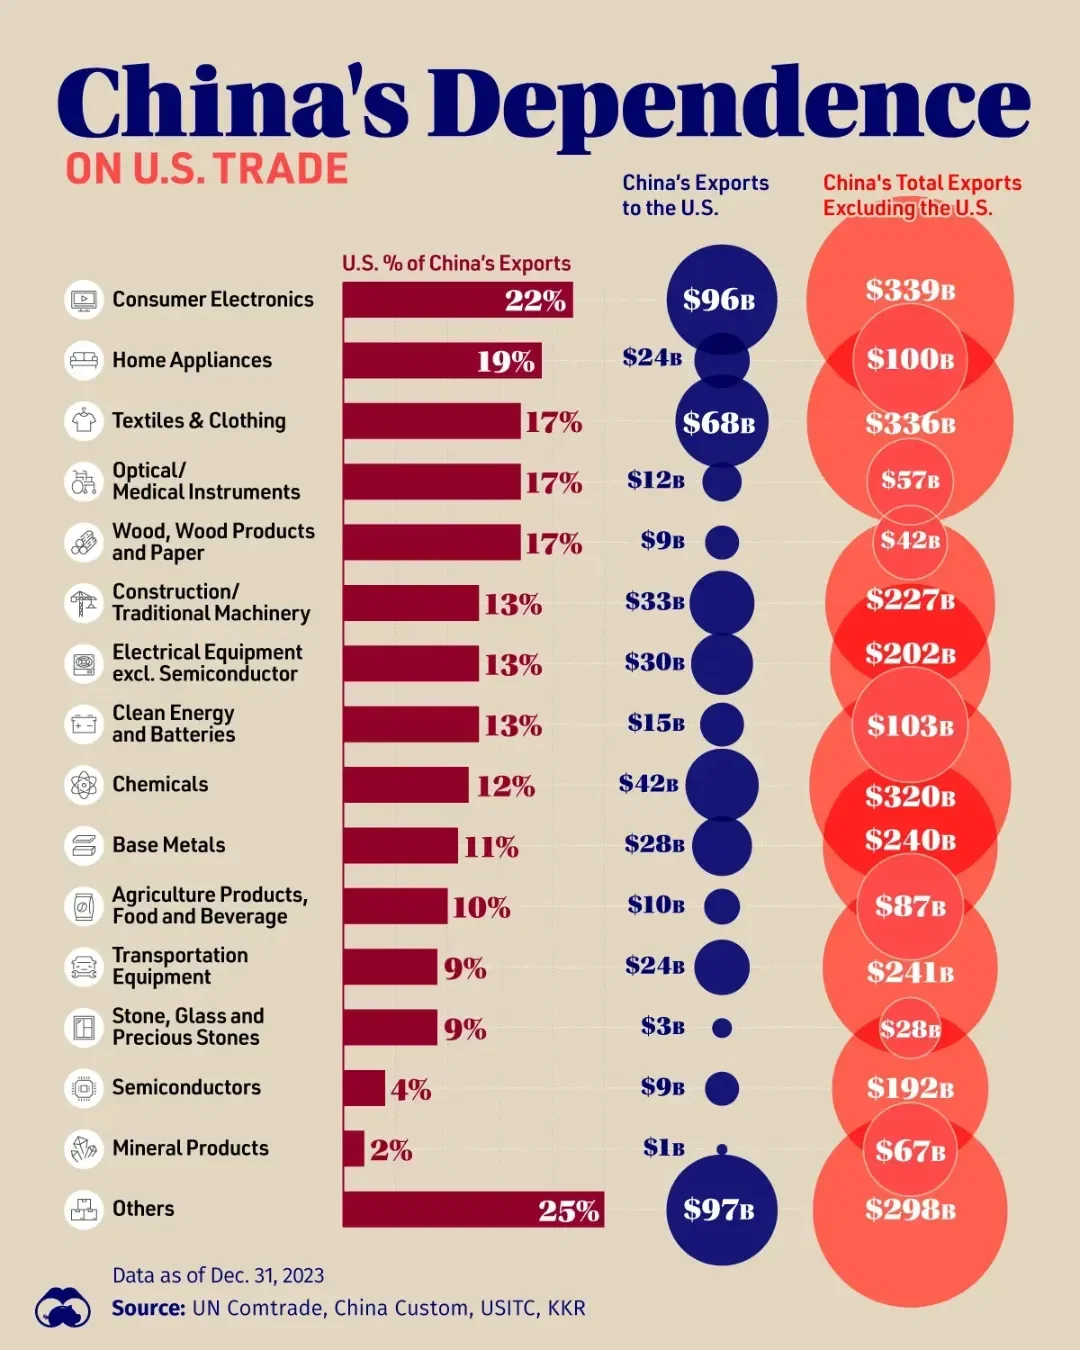 China's Dependence
ON U.S. TRADE
China's Exports
to the U.S.
China's Total Exports
Excluding the U.S.
U.S. % of China's Exports
Consumer Electronics 22% $96B $339B
Home Appliances 19% $24B $100B
Textiles & Clothing 17% $68B $336B
Optical/
Medical Instruments 17% $12B $57B
Wood, Wood Products
and Paper 17% $9B $42B
Construction/
Traditional Machinery 13% $33B $227B
Electrical Equipment
excl. Semiconductor 13% $30B $202B
Clean Energy
and Batteries 13% $15B $103B
Chemicals 12% $42B $320B
Base Metals 11% $28B $240B
Agriculture Products,
Food and Beverage 10% $10B $87B
Transportation
Equipment 9% $24B $241B
Stone, Glass and
Precious Stones 9% $3B $28B
Semiconductors 4% $9B $192B
Mineral Products 2% $1B $67B
Others 25% $97B $298B
Data as of Dec. 31, 2023
Source: UN Comtrade, China Custom, USITC, KKR